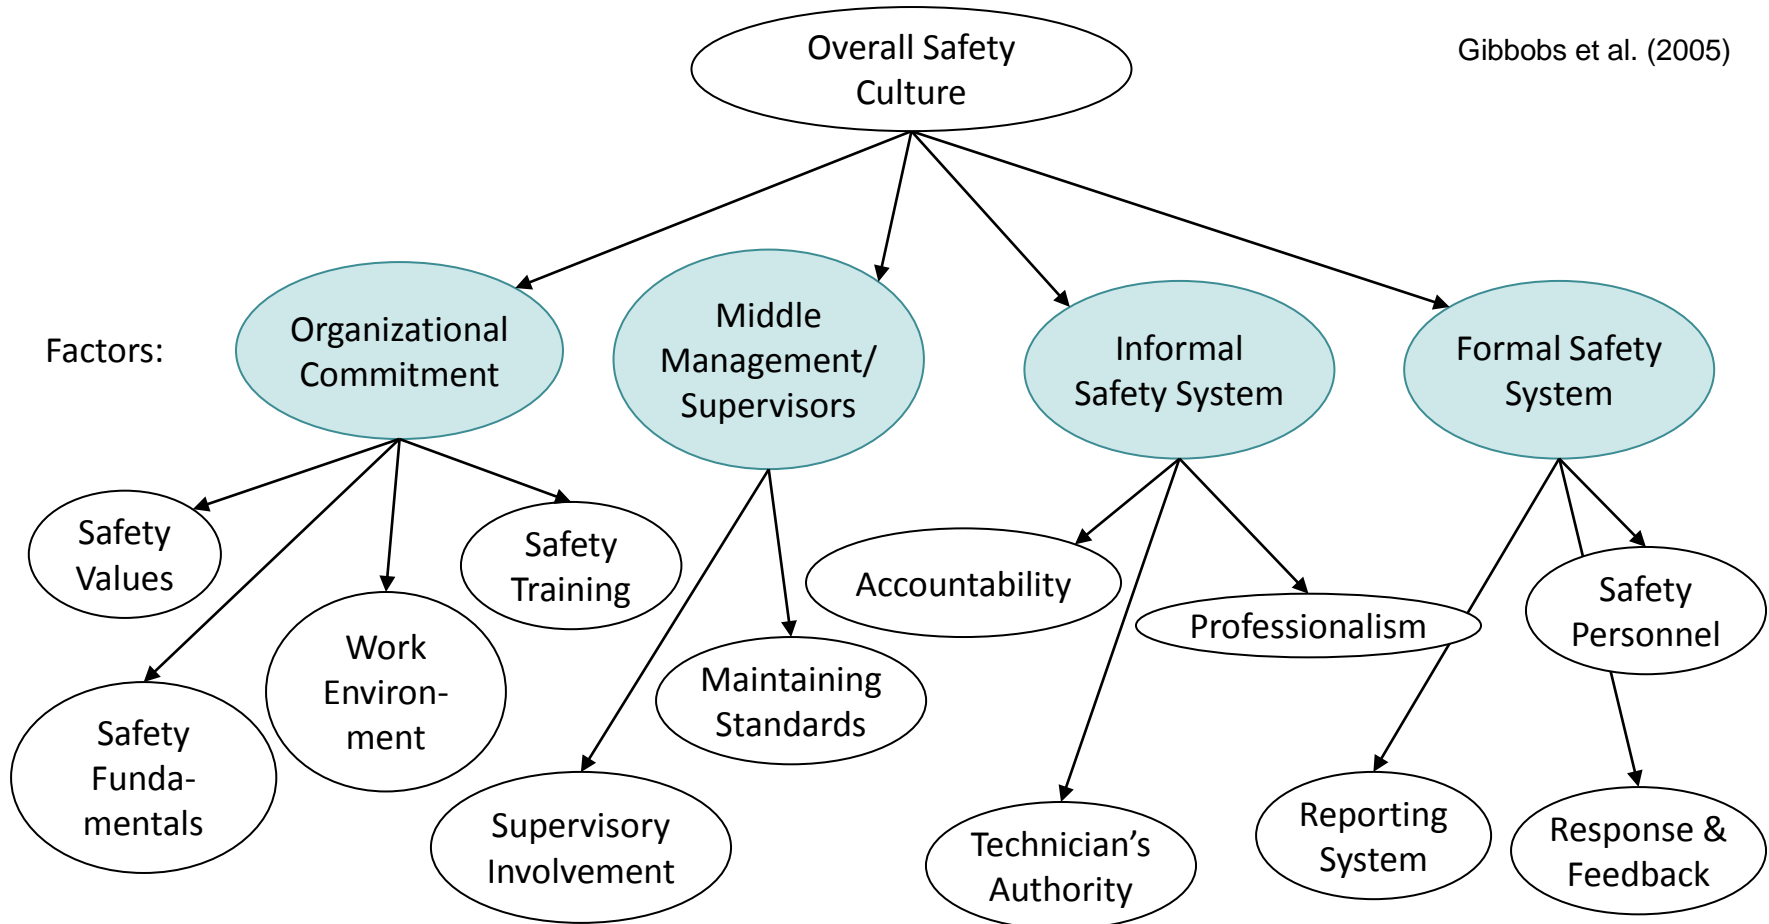 Overall Safety
Culture
Gibbobs et al. (2005)
Factors:
Organizational
Commitment
Middle
Management/
Supervisors
Informal
Safety System
Formal Safety
System
Safety
Values
Safety
Funda-
mentals
Work
Environ-
ment
Safety
Training
Supervisory
Involvement
Maintaining
Standards
Accountability
Technician’s
Authority
Professionalism
Reporting
System
Safety
Personnel
Response &
Feedback